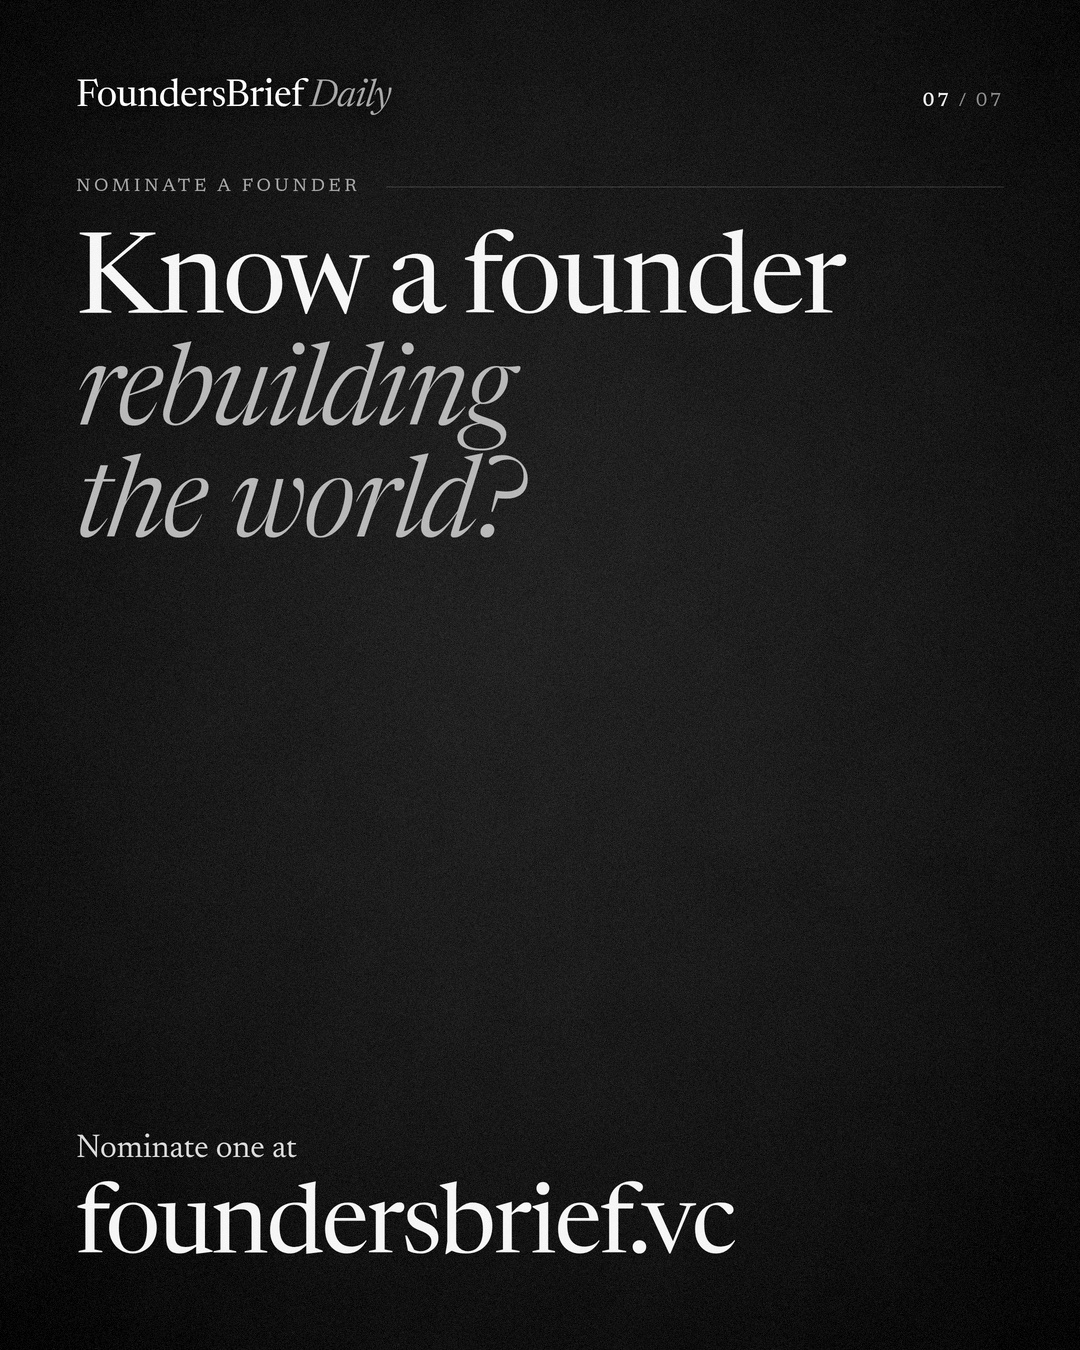 FoundersBrief Daily
07 / 07
NOMINATE A FOUNDER
Know a founder
rebuilding
the world?
Nominate one at
foundersbrief.vc